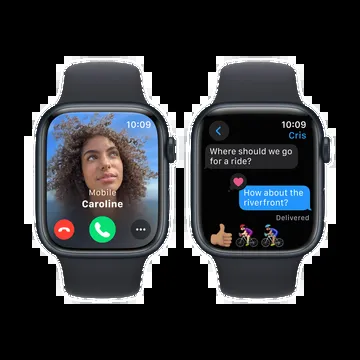 10:09
Mobile
Caroline
10:09
Cris
Where should we go
for a ride?
How about the
riverfront?
Delivered